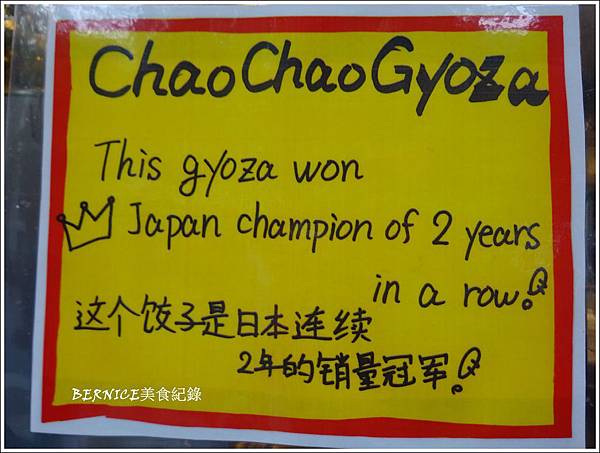 ChaoChaoGyoza
This gyoza won
Japan champion of 2 years
in a row!
这个饺子是日本连续
2年的销量冠军!
BERNICE美食紀錄